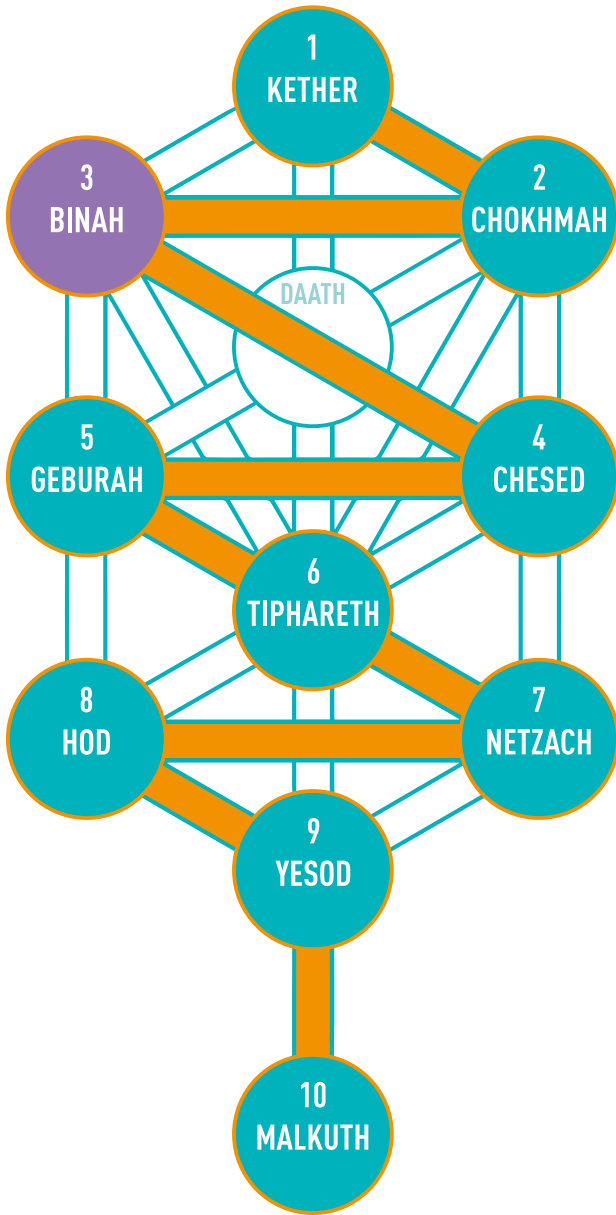 1
KETHER
3
BINAH
2
CHOKHMAH
DAATH
5
GEBURAH
4
CHESED
6
TIPHARETH
8
HOD
7
NETZACH
9
YESOD
10
MALKUTH